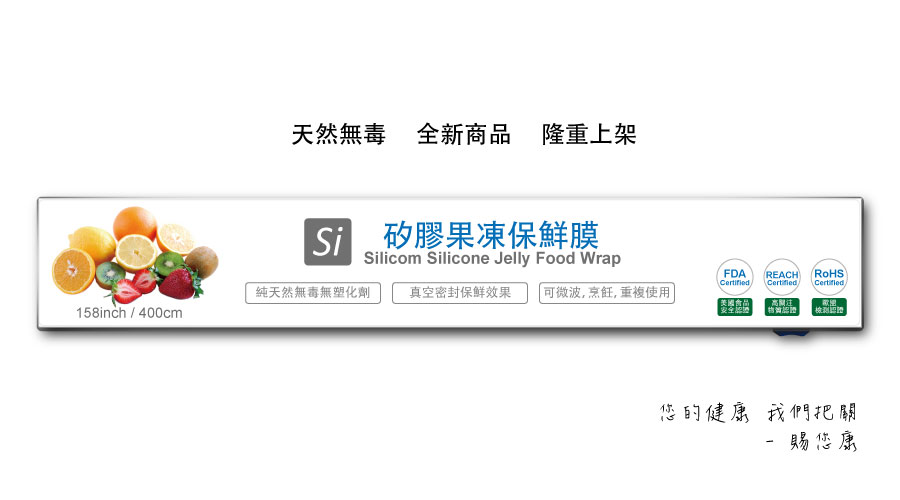 天然無毒 全新商品 隆重上架
Si
矽膠果凍保鮮膜
Silicom Silicone Jelly Food Wrap
純天然無毒無塑化劑 真空密封保鮮效果 可微波, 烹飪, 重複使用
158inch / 400cm
FDA
Certified
美國食品
安全認證
REACH
Certified
高關注
物質認證
RoHS
Certified
歐盟
檢測認證
您的健康 我們把關
- 賜您康